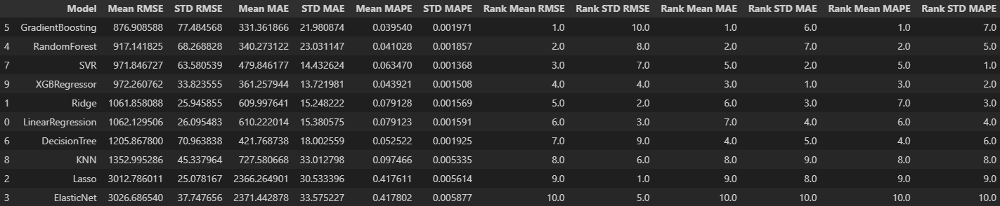 Model Mean RMSE STD RMSE Mean MAE STD MAE Mean MAPE STD MAPE Rank Mean RMSE Rank STD RMSE Rank Mean MAE Rank STD MAE Rank Mean MAPE Rank STD MAPE
5 GradientBoosting 876.908588 77.484568 331.361866 21.980874 0.039540 0.001971 1.0 10.0 1.0 6.0 1.0 7.0
4 RandomForest 917.141825 68.268828 340.273122 23.031147 0.041028 0.001857 2.0 8.0 2.0 7.0 2.0 5.0
7 SVR 971.846727 63.580539 479.846177 14.432624 0.063470 0.001368 3.0 7.0 5.0 2.0 5.0 1.0
9 XGBRegressor 972.260762 33.823555 361.257944 13.721981 0.043921 0.001508 4.0 4.0 3.0 1.0 3.0 2.0
1 Ridge 1061.858088 25.945855 609.997641 15.248222 0.079128 0.001569 5.0 2.0 6.0 3.0 7.0 3.0
0 LinearRegression 1062.129506 26.095483 610.222014 15.380575 0.079123 0.001591 6.0 3.0 7.0 4.0 6.0 4.0
6 DecisionTree 1205.867800 70.963838 421.768738 18.002559 0.052522 0.001925 7.0 9.0 4.0 5.0 4.0 6.0
8 KNN 1352.995286 45.337964 727.580668 33.012798 0.097466 0.005335 8.0 6.0 8.0 9.0 8.0 8.0
2 Lasso 3012.786011 25.078167 2366.264901 30.533396 0.417611 0.005614 9.0 1.0 9.0 8.0 9.0 9.0
3 ElasticNet 3026.686540 37.747656 2371.442878 33.575227 0.417802 0.005877 10.0 5.0 10.0 10.0 10.0 10.0